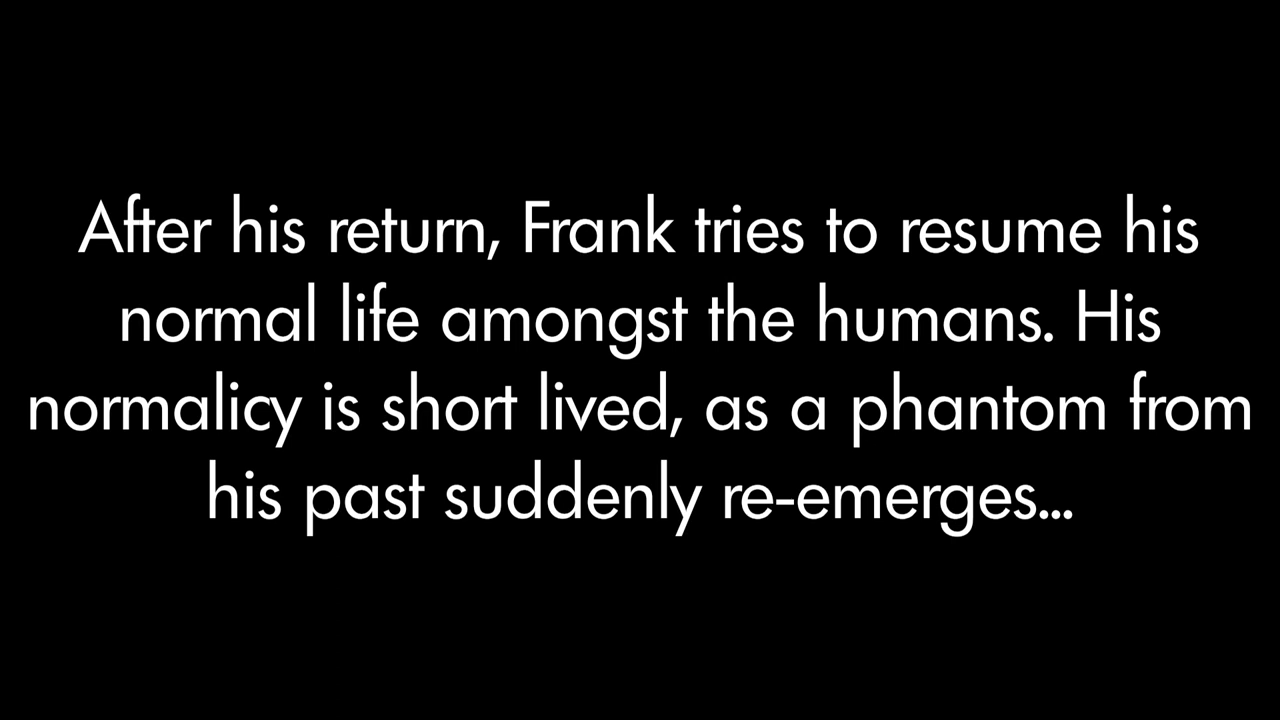 After his return, Frank tries to resume his
normal life amongst the humans. His
normalicy is short lived, as a phantom from
his past suddenly re-emerges...